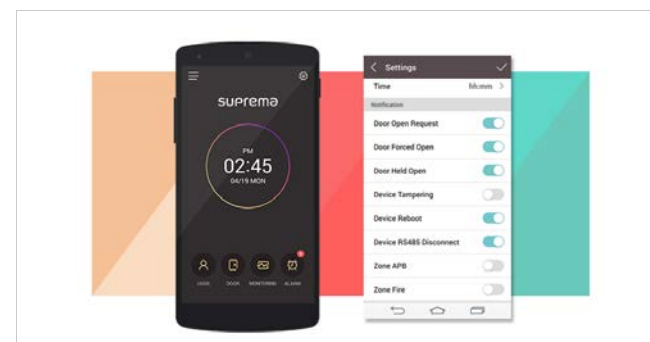 suprema
PM
02:45
04/19 MON
USER
DOOR
MONITORING
ALARM
Settings
Time hh:mm
Notification
Door Open Request
Door Forced Open
Door Held Open
Device Tampering
Device Reboot
Device RS485 Disconnect
Zone APB
Zone Fire